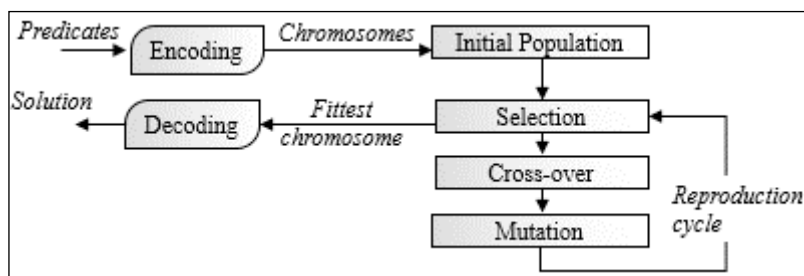 Predicates
Encoding
Chromosomes
Initial Population
Solution
Decoding
Fittest
chromosome
Selection
Cross-over
Mutation
Reproduction
cycle